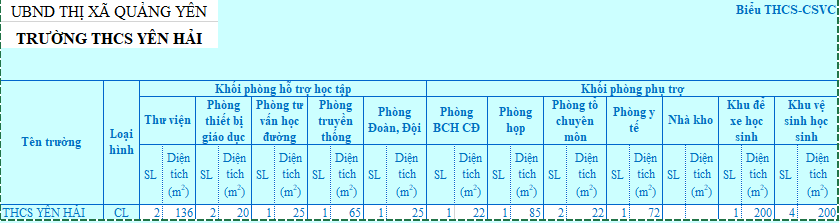 UBND THỊ XÃ QUẢNG YÊN
Biểu THCS-CSVC
TRƯỜNG THCS YÊN HẢI
Tên trường Loại hình Khối phòng hỗ trợ học tập Khối phòng phụ trợ
Thư viện Phòng thiết bị giáo dục Phòng tư vấn học đường Phòng truyền thống Phòng Đoàn, Đội Phòng BCH CĐ Phòng họp Phòng tổ chuyên môn Phòng y tế Nhà kho Khu để xe học sinh Khu vệ sinh học sinh
SL Diện tích (m²) SL Diện tích (m²) SL Diện tích (m²) SL Diện tích (m²) SL Diện tích (m²) SL Diện tích (m²) SL Diện tích (m²) SL Diện tích (m²) SL Diện tích (m²) SL Diện tích (m²) SL Diện tích (m²) SL Diện tích (m²)
THCS YÊN HẢI CL 2 136 2 20 1 25 1 65 1 25 1 22 1 85 2 22 1 72 1 200 4 200